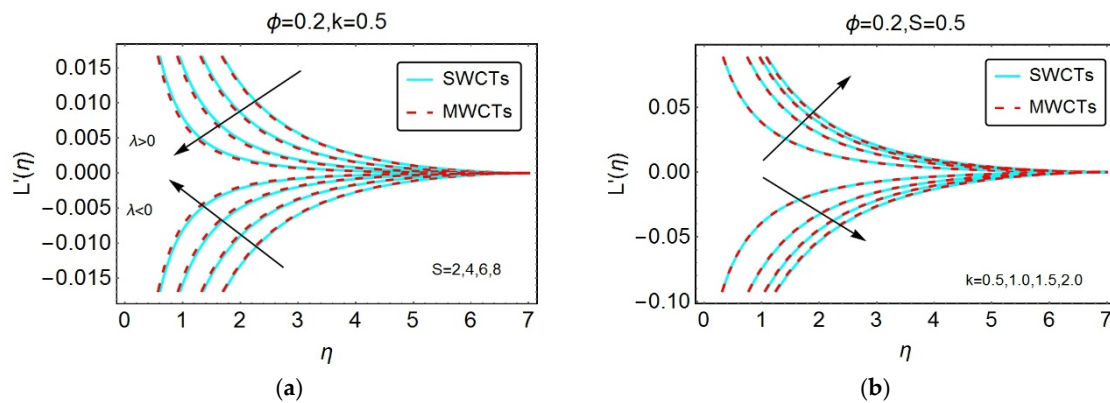 ϕ=0.2,k=0.5
L'(η)
0.015
0.010
0.005
0.000
−0.005
−0.010
−0.015
SWCTs
MWCTs
λ>0
λ<0
S=2,4,6,8
0 1 2 3 4 5 6 7
η
(a)
ϕ=0.2,S=0.5
L'(η)
0.05
0.00
−0.05
−0.10
SWCTs
MWCTs
k=0.5,1.0,1.5,2.0
0 1 2 3 4 5 6 7
η
(b)